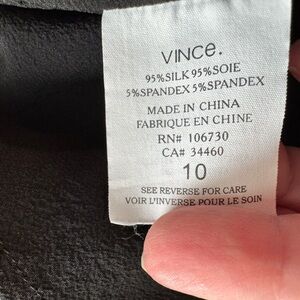 VINCE.
95%SILK 95%SOIE
5%SPANDEX 5%SPANDEX
MADE IN CHINA
FABRIQUE EN CHINE
RN# 106730
CA# 34460
10
SEE REVERSE FOR CARE
VOIR L'INVERSE POUR LE SOIN